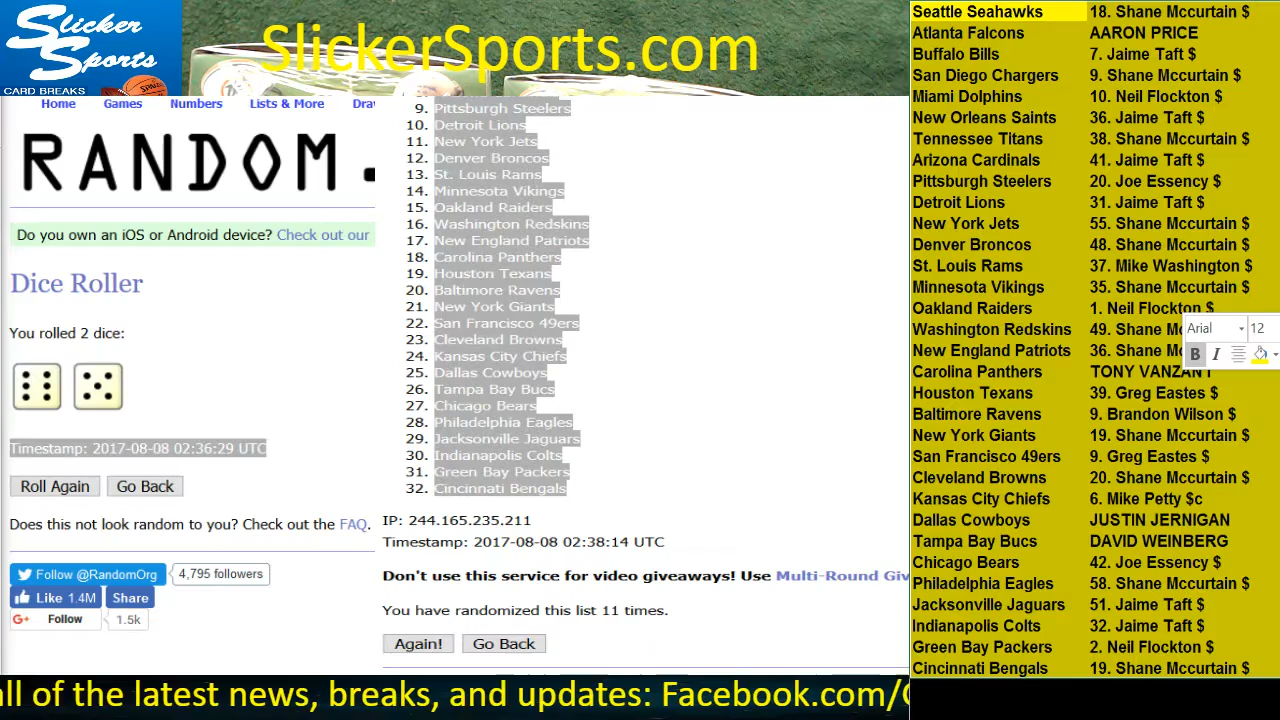 Slicker
Sports
CARD BREAKS
SlickerSports.com
Home Games Numbers Lists & More
RANDOM.
Do you own an iOS or Android device? Check out our
Dice Roller
You rolled 2 dice:
Timestamp: 2017-08-08 02:36:29 UTC
Roll Again Go Back
Does this not look random to you? Check out the FAQ.
Follow @RandomOrg 4,795 followers
Like 1.4M Share
G+ Follow 1.5k
9. Pittsburgh Steelers
10. Detroit Lions
11. New York Jets
12. Denver Broncos
13. St. Louis Rams
14. Minnesota Vikings
15. Oakland Raiders
16. Washington Redskins
17. New England Patriots
18. Carolina Panthers
19. Houston Texans
20. Baltimore Ravens
21. New York Giants
22. San Francisco 49ers
23. Cleveland Browns
24. Kansas City Chiefs
25. Dallas Cowboys
26. Tampa Bay Bucs
27. Chicago Bears
28. Philadelphia Eagles
29. Jacksonville Jaguars
30. Indianapolis Colts
31. Green Bay Packers
32. Cincinnati Bengals
IP: 244.165.235.211
Timestamp: 2017-08-08 02:38:14 UTC
Don't use this service for video giveaways! Use Multi-Round Giv
You have randomized this list 11 times.
Again! Go Back
Seattle Seahawks 18. Shane Mccurtain $
Atlanta Falcons AARON PRICE
Buffalo Bills 7. Jaime Taft $
San Diego Chargers 9. Shane Mccurtain $
Miami Dolphins 10. Neil Flockton $
New Orleans Saints 36. Jaime Taft $
Tennessee Titans 38. Shane Mccurtain $
Arizona Cardinals 41. Jaime Taft $
Pittsburgh Steelers 20. Joe Essency $
Detroit Lions 31. Jaime Taft $
New York Jets 55. Shane Mccurtain $
Denver Broncos 48. Shane Mccurtain $
St. Louis Rams 37. Mike Washington $
Minnesota Vikings 35. Shane Mccurtain $
Oakland Raiders 1. Neil Flockton $
Washington Redskins 49. Shane
New England Patriots 36. Shane
Carolina Panthers TONY VANZANT
Houston Texans 39. Greg Eastes $
Baltimore Ravens 9. Brandon Wilson $
New York Giants 19. Shane Mccurtain $
San Francisco 49ers 9. Greg Eastes $
Cleveland Browns 20. Shane Mccurtain $
Kansas City Chiefs 6. Mike Petty $c
Dallas Cowboys JUSTIN JERNIGAN
Tampa Bay Bucs DAVID WEINBERG
Chicago Bears 42. Joe Essency $
Philadelphia Eagles 58. Shane Mccurtain $
Jacksonville Jaguars 51. Jaime Taft $
Indianapolis Colts 32. Jaime Taft $
Green Bay Packers 2. Neil Flockton $
Cincinnati Bengals 19. Shane Mccurtain $
Arial 12
B I
all of the latest news, breaks, and updates: Facebook.com/